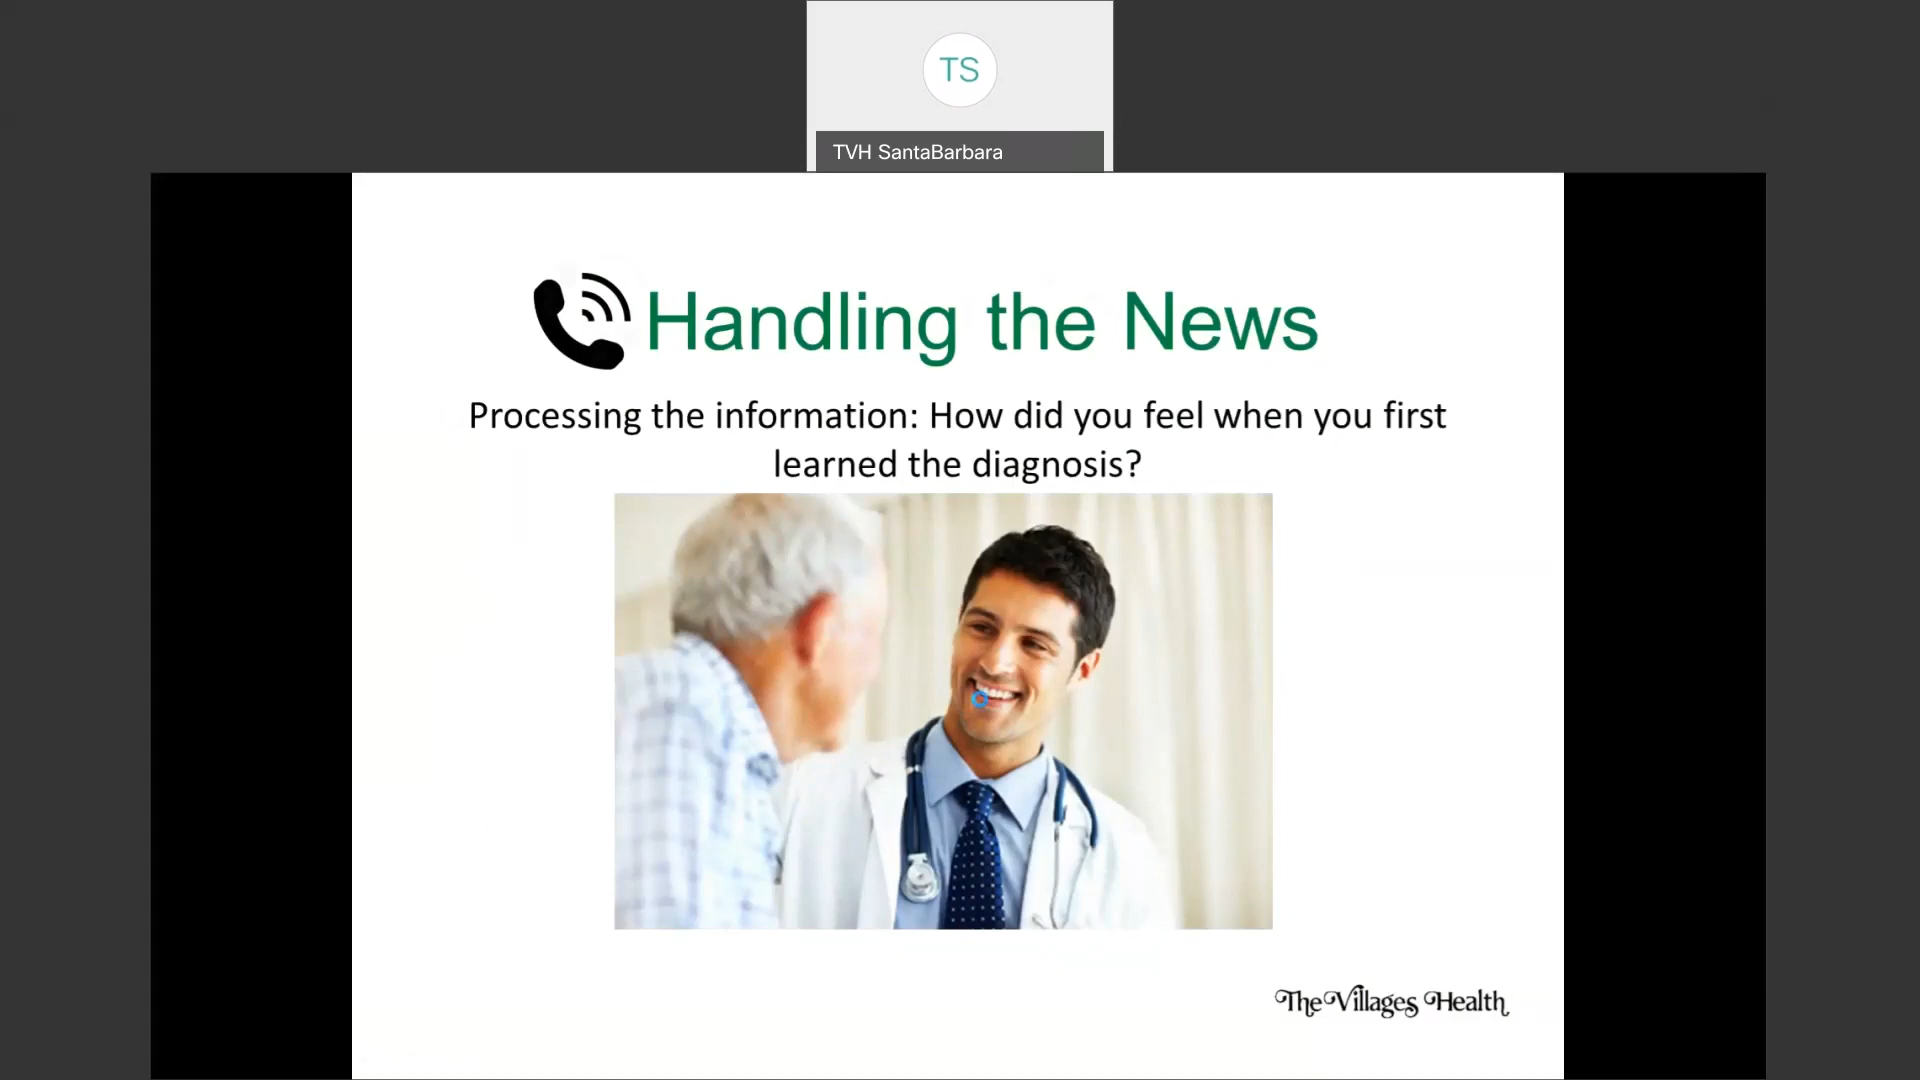 TS
TVH SantaBarbara
Handling the News
Processing the information: How did you feel when you first
learned the diagnosis?
The Villages Health